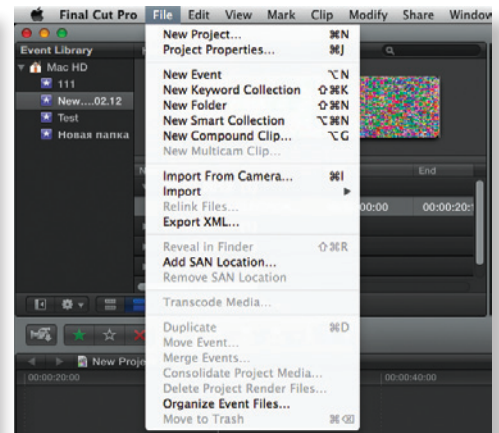 Final Cut Pro File Edit View Mark Clip Modify Share Window
New Project... ⌘N
Project Properties... ⌘J
Event Library
Mac HD
111
New....02.12
Test
Новая папка
New Event ⌥N
New Keyword Collection ⇧⌘K
New Folder ⇧⌘N
New Smart Collection ⌥⌘N
New Compound Clip... ⌥G
New Multicam Clip...
End
Import From Camera... ⌘I
Import ▶
Relink Files... 00:00 00:00:20:
Export XML...
Reveal in Finder ⇧⌘R
Add SAN Location...
Remove SAN Location
Transcode Media...
Duplicate ⌘D
Move Event...
Merge Events...
Consolidate Project Media...
Delete Project Render Files...
Organize Event Files...
Move to Trash ⌘⌫
New Proje
00:00:20:00 00:00:40:00